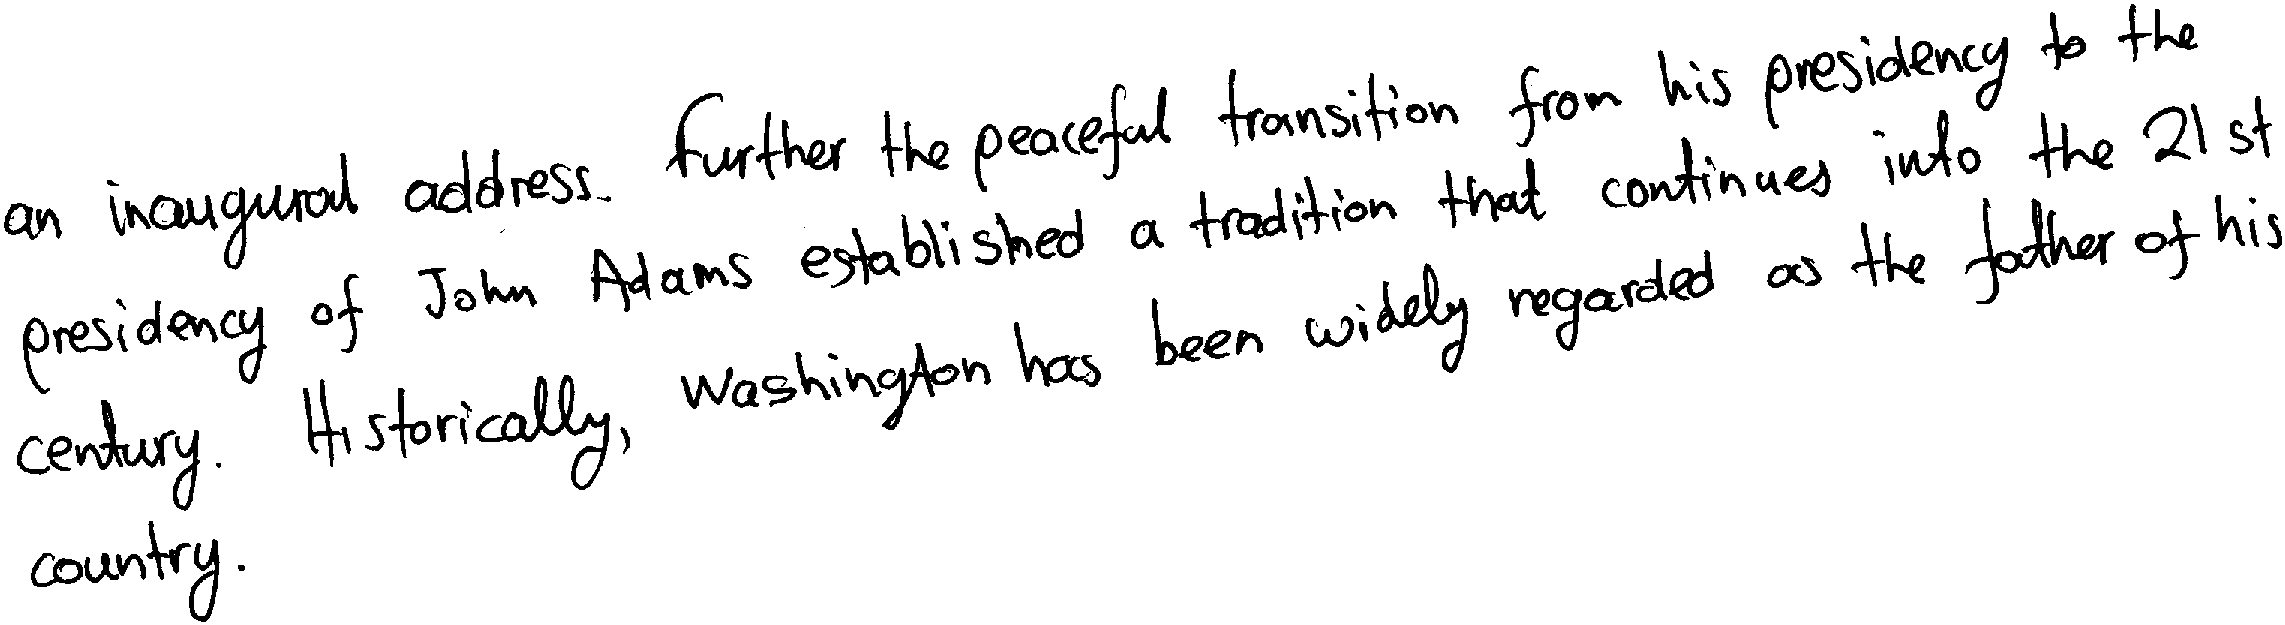 an inaugural address. Further the peaceful transition from his presidency to the
presidency of John Adams established a tradition that continues into the 21st
century. Historically, Washington has been widely regarded as the father of his
country.